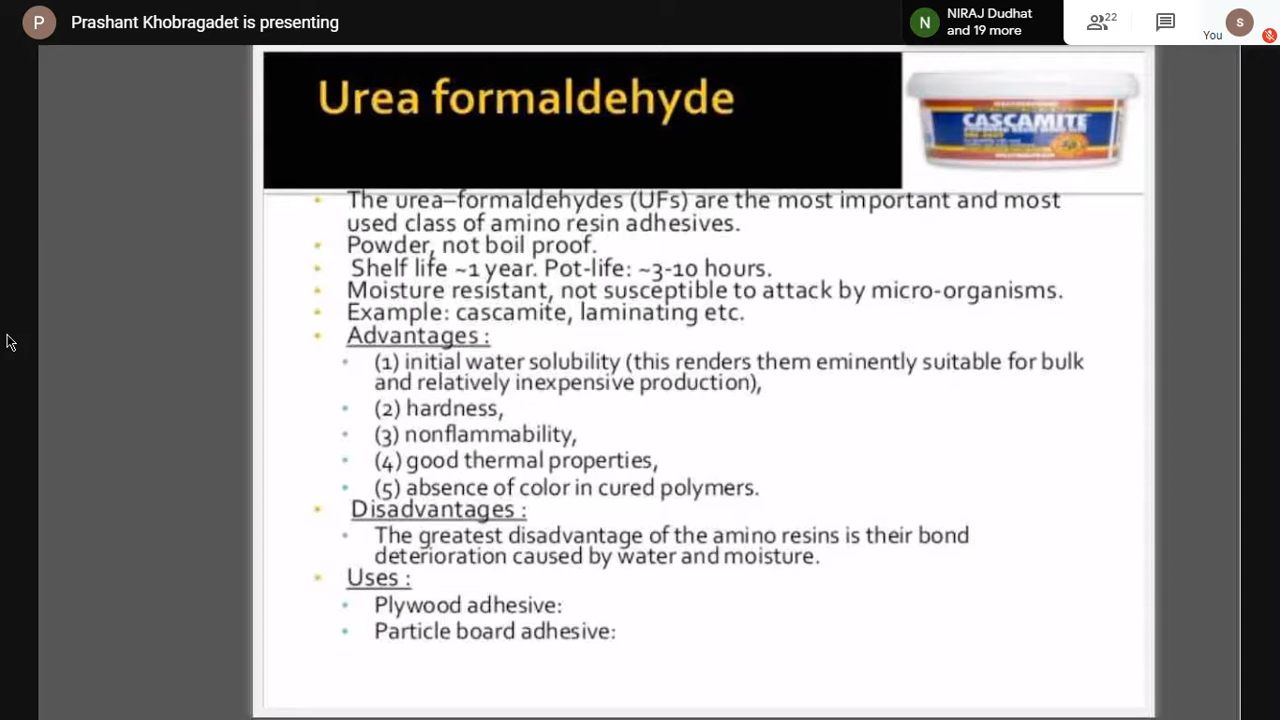 P
Prashant Khobragadet is presenting
N
NIRAJ Dudhat
and 19 more
22
You
S
Urea formaldehyde
CASCAMITE
The urea–formaldehydes (UFs) are the most important and most
used class of amino resin adhesives.
Powder, not boil proof.
Shelf life ~1 year. Pot-life: ~3-10 hours.
Moisture resistant, not susceptible to attack by micro-organisms.
Example: cascamite, laminating etc.
Advantages :
(1) initial water solubility (this renders them eminently suitable for bulk
and relatively inexpensive production),
(2) hardness,
(3) nonflammability,
(4) good thermal properties,
(5) absence of color in cured polymers.
Disadvantages :
The greatest disadvantage of the amino resins is their bond
deterioration caused by water and moisture.
Uses :
Plywood adhesive:
Particle board adhesive: